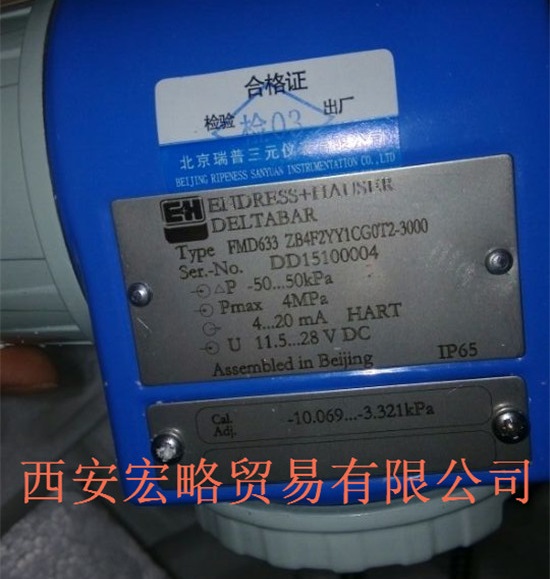 合格证
检验 检03 出厂
北京瑞普三元仪
BEIJING RIPENESS SANYUAN INSTRUMENTATION CO., LTD
E+H ENDRESS+HAUSER
DELTABAR
Type FMD633 ZB4F2YY1CG0T2-3000
Ser.-No. DD15100004
△P -50...50kPa
Pmax 4MPa
4...20 mA HART
U 11.5...28 V DC
Assembled in Beijing IP65
Cal. -10.069...-3.321kPa
Adj.
西安宏略贸易有限公司